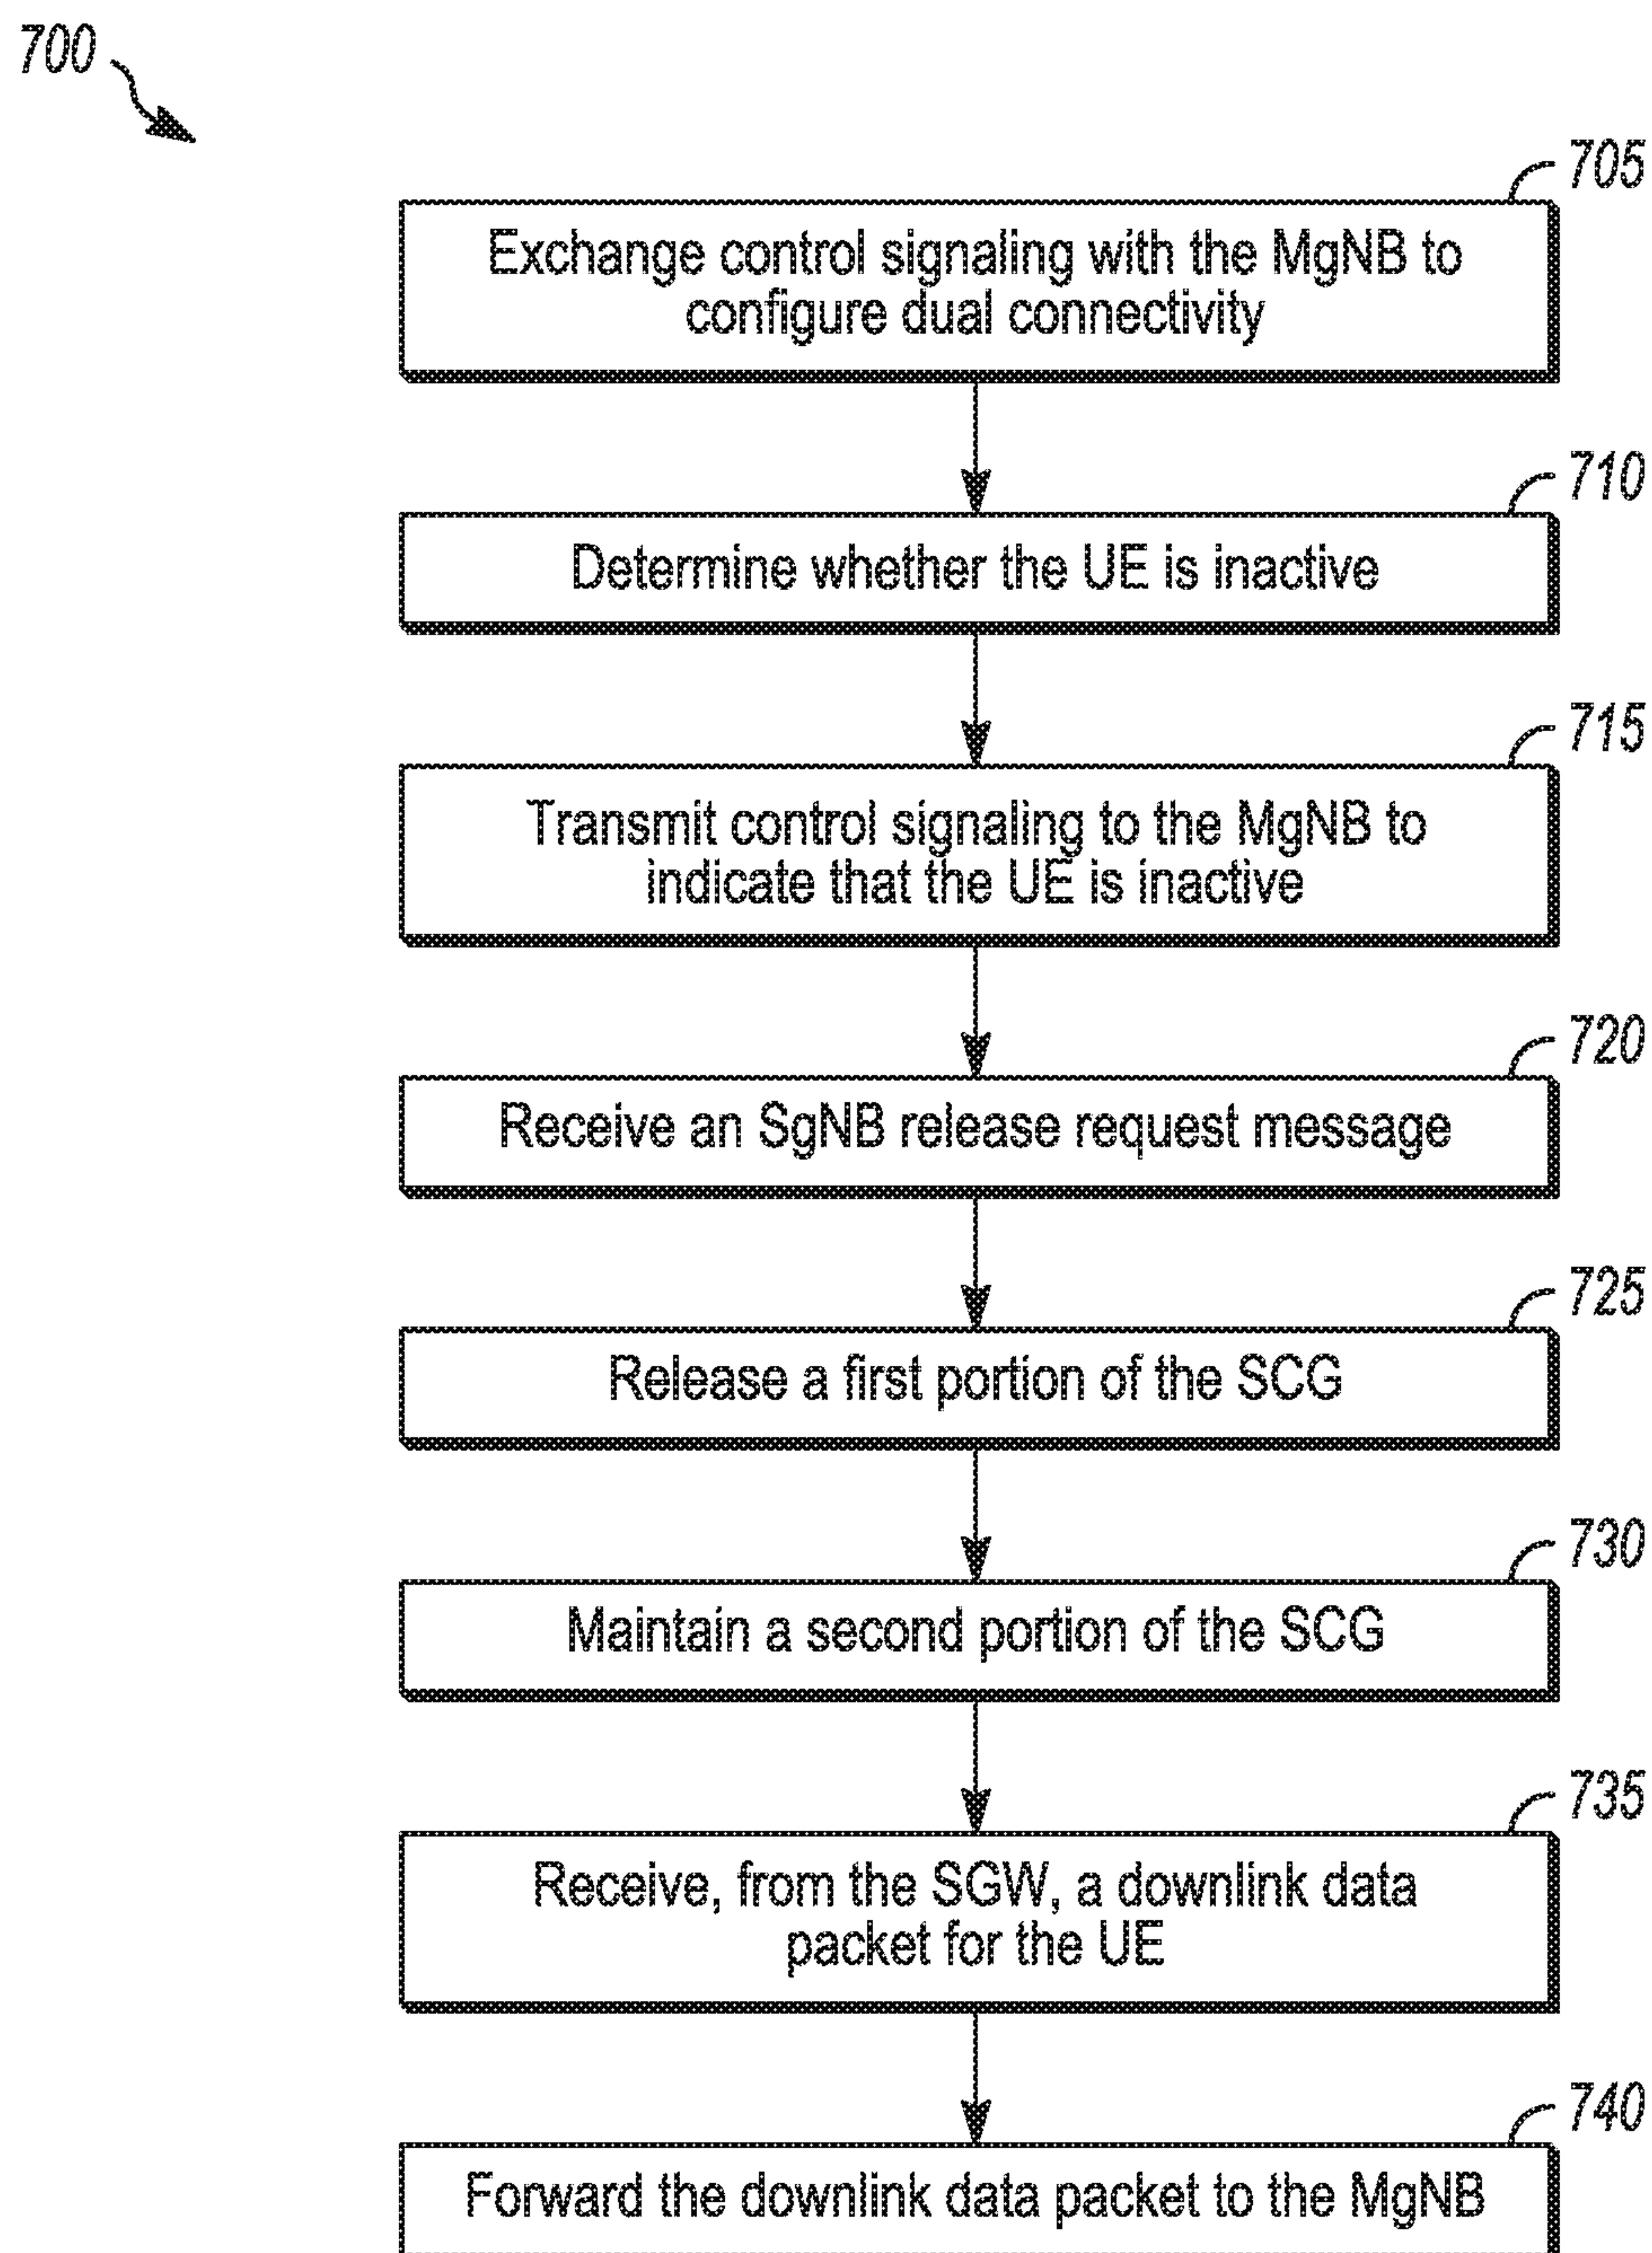 700
705
Exchange control signaling with the MgNB to
configure dual connectivity
710
Determine whether the UE is inactive
715
Transmit control signaling to the MgNB to
indicate that the UE is inactive
720
Receive an SgNB release request message
725
Release a first portion of the SCG
730
Maintain a second portion of the SCG
735
Receive, from the SGW, a downlink data
packet for the UE
740
Forward the downlink data packet to the MgNB